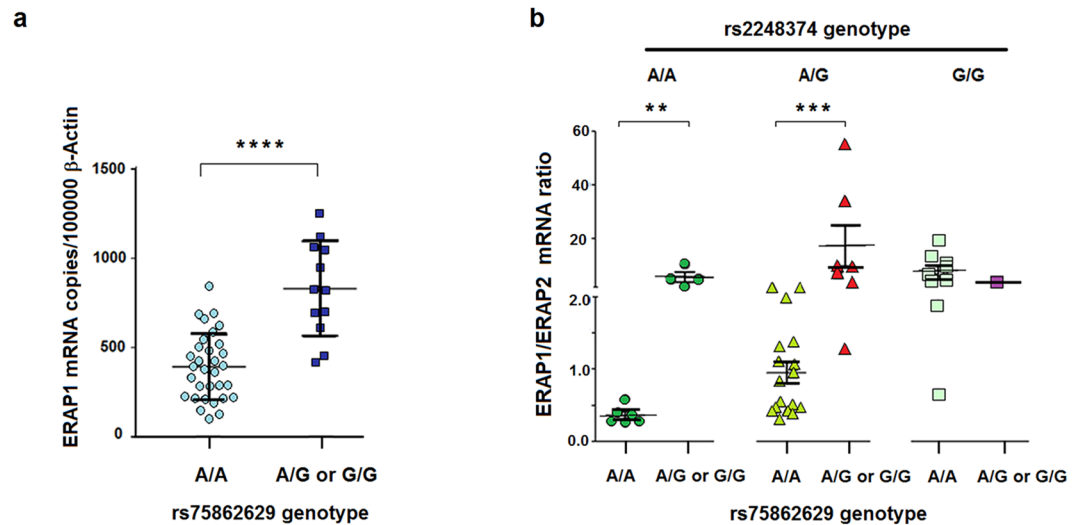 a
ERAP1 mRNA copies/100000 β-Actin
1500
1000
500
0
****
A/A A/G or G/G
rs75862629 genotype
b
rs2248374 genotype
A/A A/G G/G
** ***
ERAP1/ERAP2 mRNA ratio
60
40
20
2.0
1.0
0.0
A/A A/G or G/G A/A A/G or G/G A/A A/G or G/G
rs75862629 genotype